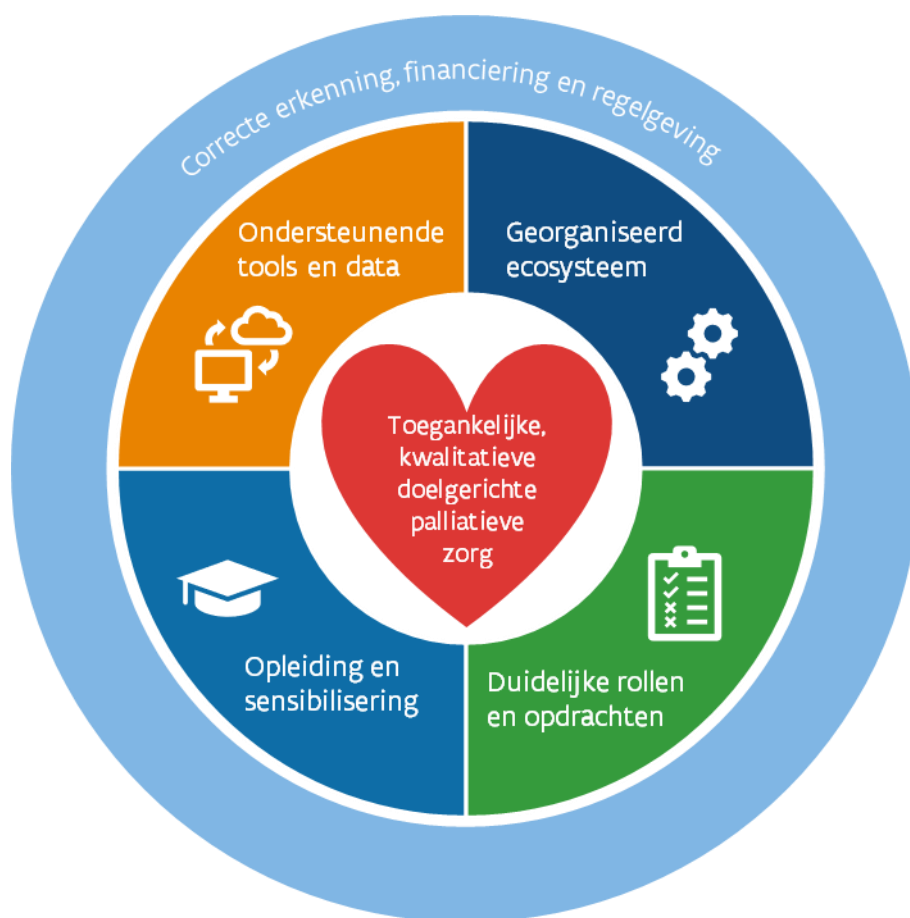 Correcte erkenning, financiering en regelgeving
Ondersteunende
tools en data
Georganiseerd
ecosysteem
Toegankelijke,
kwalitatieve
doelgerichte
palliatieve
zorg
Opleiding en
sensibilisering
Duidelijke rollen
en opdrachten